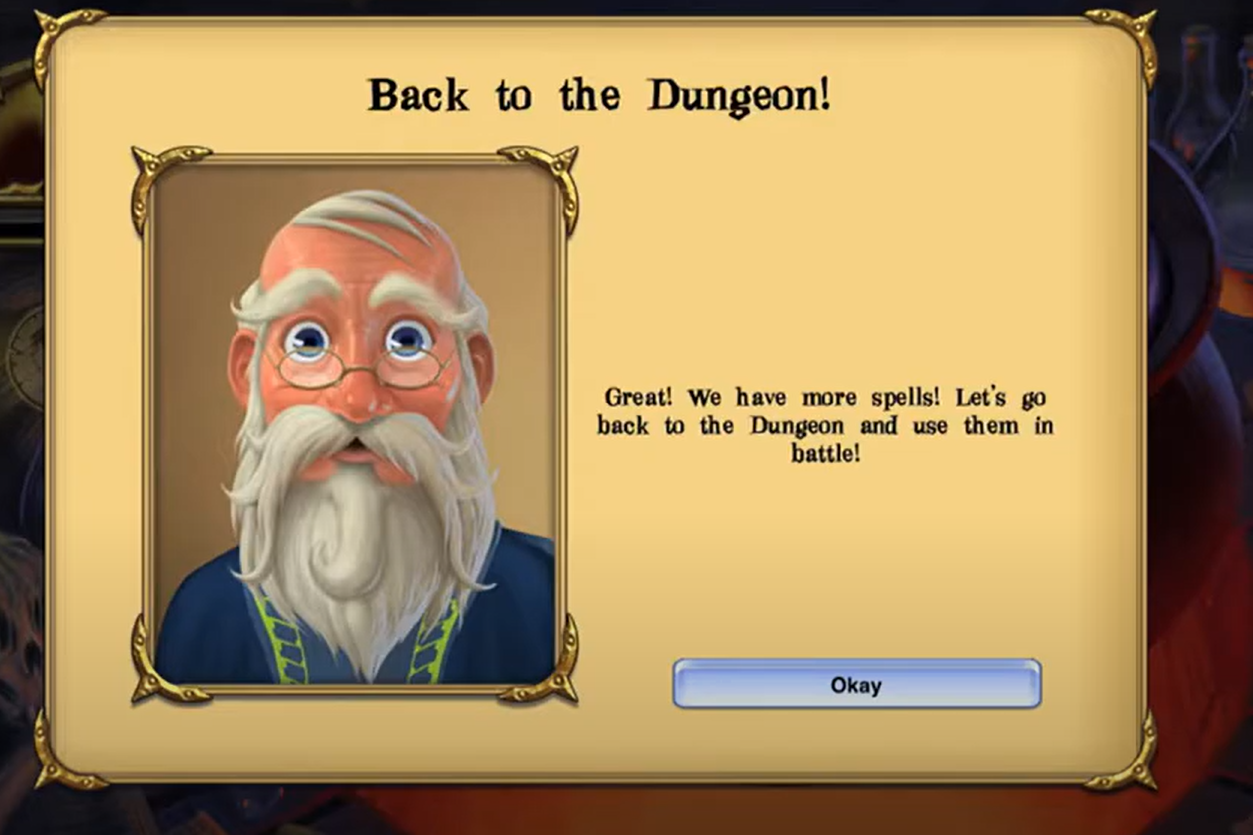 Back to the Dungeon!
Great! We have more spells! Let's go
back to the Dungeon and use them in
battle!
Okay